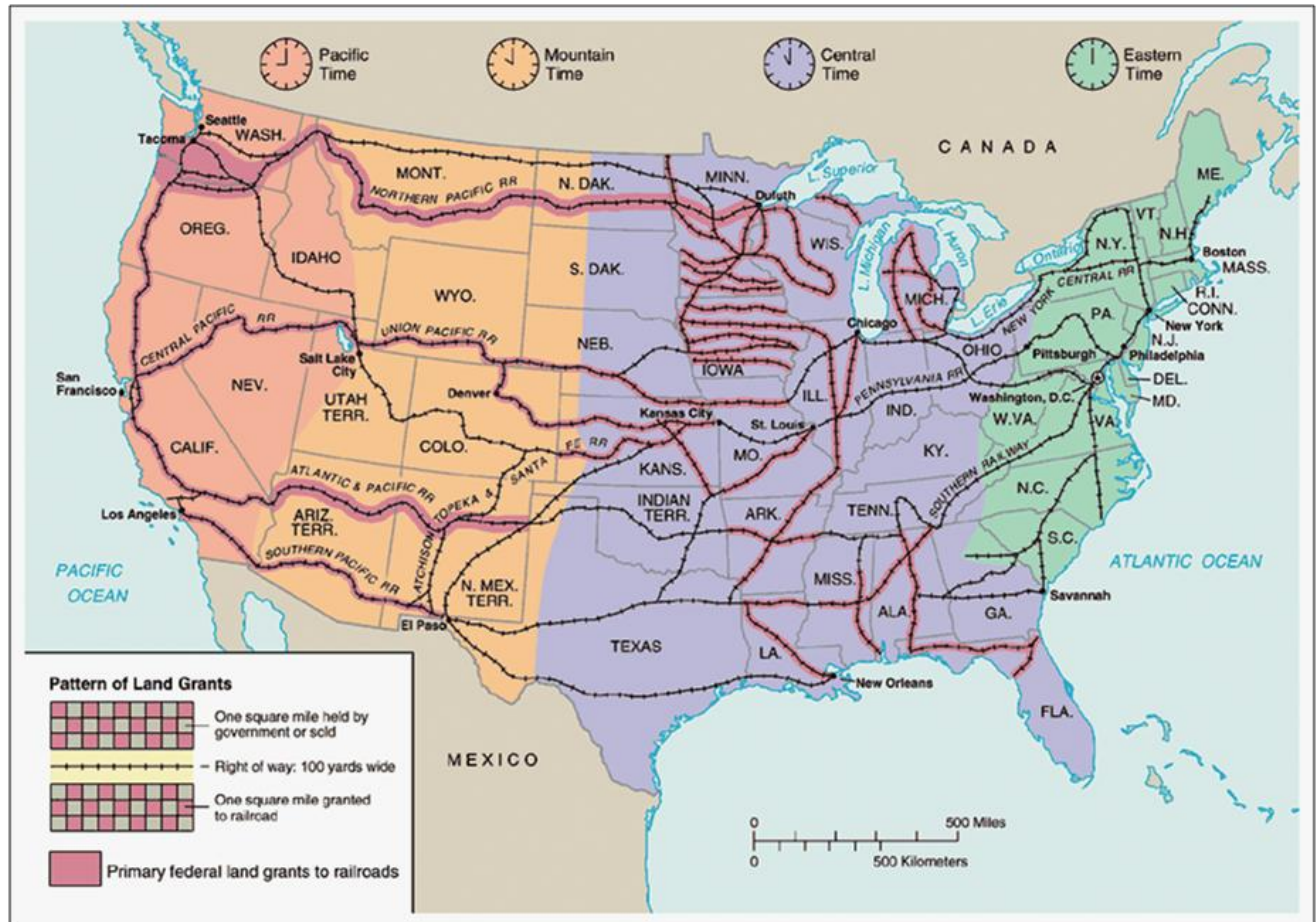 Pacific
Time
Mountain
Time
Central
Time
Eastern
Time
CANADA
Seattle
Tacoma
WASH.
MONT.
NORTHERN PACIFIC RR
N. DAK.
MINN.
Duluth
L. Superior
ME.
VT.
N.H.
N.Y.
Boston
MASS.
OREG.
IDAHO
S. DAK.
WIS.
L. Michigan
L. Huron
MICH.
L. Ontario
L. Erie
NEW YORK CENTRAL RR
R.I.
CONN.
WYO.
CENTRAL PACIFIC RR
UNION PACIFIC RR
NEB.
IOWA
Chicago
OHIO
PA.
New York
N.J.
Pittsburgh
Philadelphia
San
Francisco
NEV.
Salt Lake
City
UTAH
TERR.
Denver
ILL.
PENNSYLVANIA RR
IND.
Washington, D.C.
DEL.
MD.
W.VA.
VA.
CALIF.
COLO.
Kansas City
St. Louis
KANS.
MO.
KY.
ATCHISON TOPEKA & SANTA FE RR
ATLANTIC & PACIFIC RR
SOUTHERN RAILWAY
Los Angeles
ARIZ.
TERR.
INDIAN
TERR.
ARK.
TENN.
N.C.
S.C.
PACIFIC
OCEAN
SOUTHERN PACIFIC RR
N. MEX.
TERR.
MISS.
ALA.
GA.
Savannah
ATLANTIC OCEAN
El Paso
TEXAS
LA.
New Orleans
FLA.
MEXICO
Pattern of Land Grants
One square mile held by
government or sold
Right of way: 100 yards wide
One square mile granted
to railroad
Primary federal land grants to railroads
0 500 Miles
0 500 Kilometers